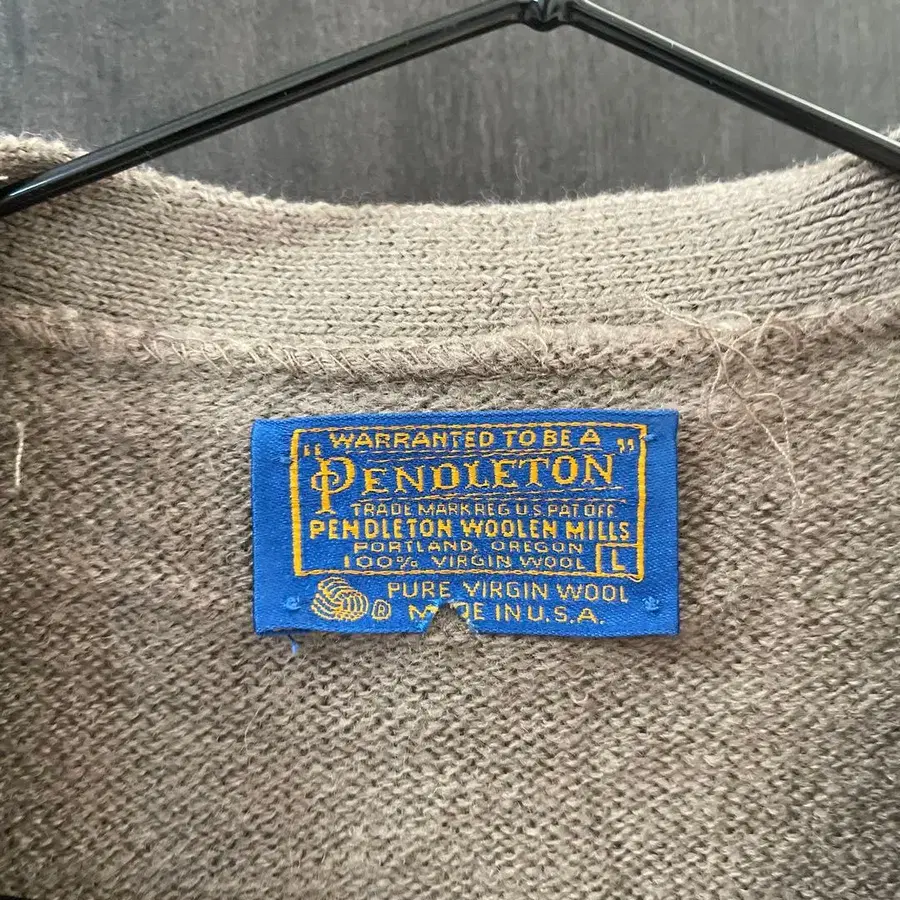 WARRANTED TO BE A
"PENDLETON"
TRADE MARK REG U.S. PAT. OFF.
PENDLETON WOOLEN MILLS
PORTLAND, OREGON
100% VIRGIN WOOL L
® PURE VIRGIN WOOL
IN U.S.A.